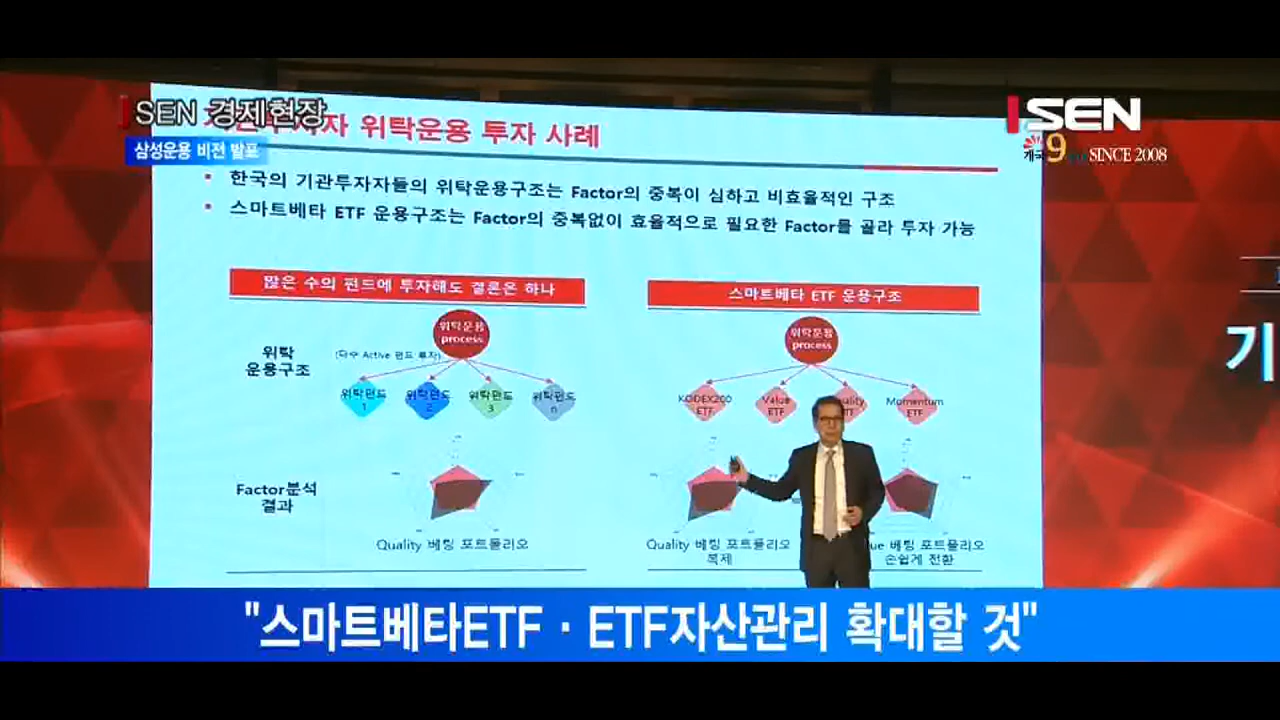 SEN 경제현장
삼성운용 비전 발표
SEN
개국 9 SINCE 2008
위탁운용 투자 사례
한국의 기관투자자들의 위탁운용구조는 Factor의 중복이 심하고 비효율적인 구조
스마트베타 ETF 운용구조는 Factor의 중복없이 효율적으로 필요한 Factor를 골라 투자 가능
많은 수의 펀드에 투자해도 결론은 하나
위탁
운용구조
위탁운용
process
(다수 Active 펀드 투자)
위탁펀드
1
위탁펀드
2
위탁펀드
3
위탁펀드
n
Factor분석
결과
Quality 베팅 포트폴리오
스마트베타 ETF 운용구조
위탁운용
process
KODEX200
ETF
Value
ETF
Momentum
ETF
Quality 베팅 포트폴리오
복제
베팅 포트폴리오
손쉽게 전환
기
"스마트베타ETF · ETF자산관리 확대할 것"